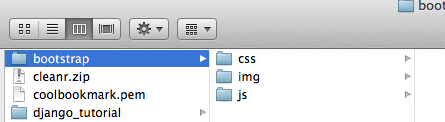 boot
bootstrap
cleanr.zip
coolbookmark.pem
django_tutorial
css
img
js